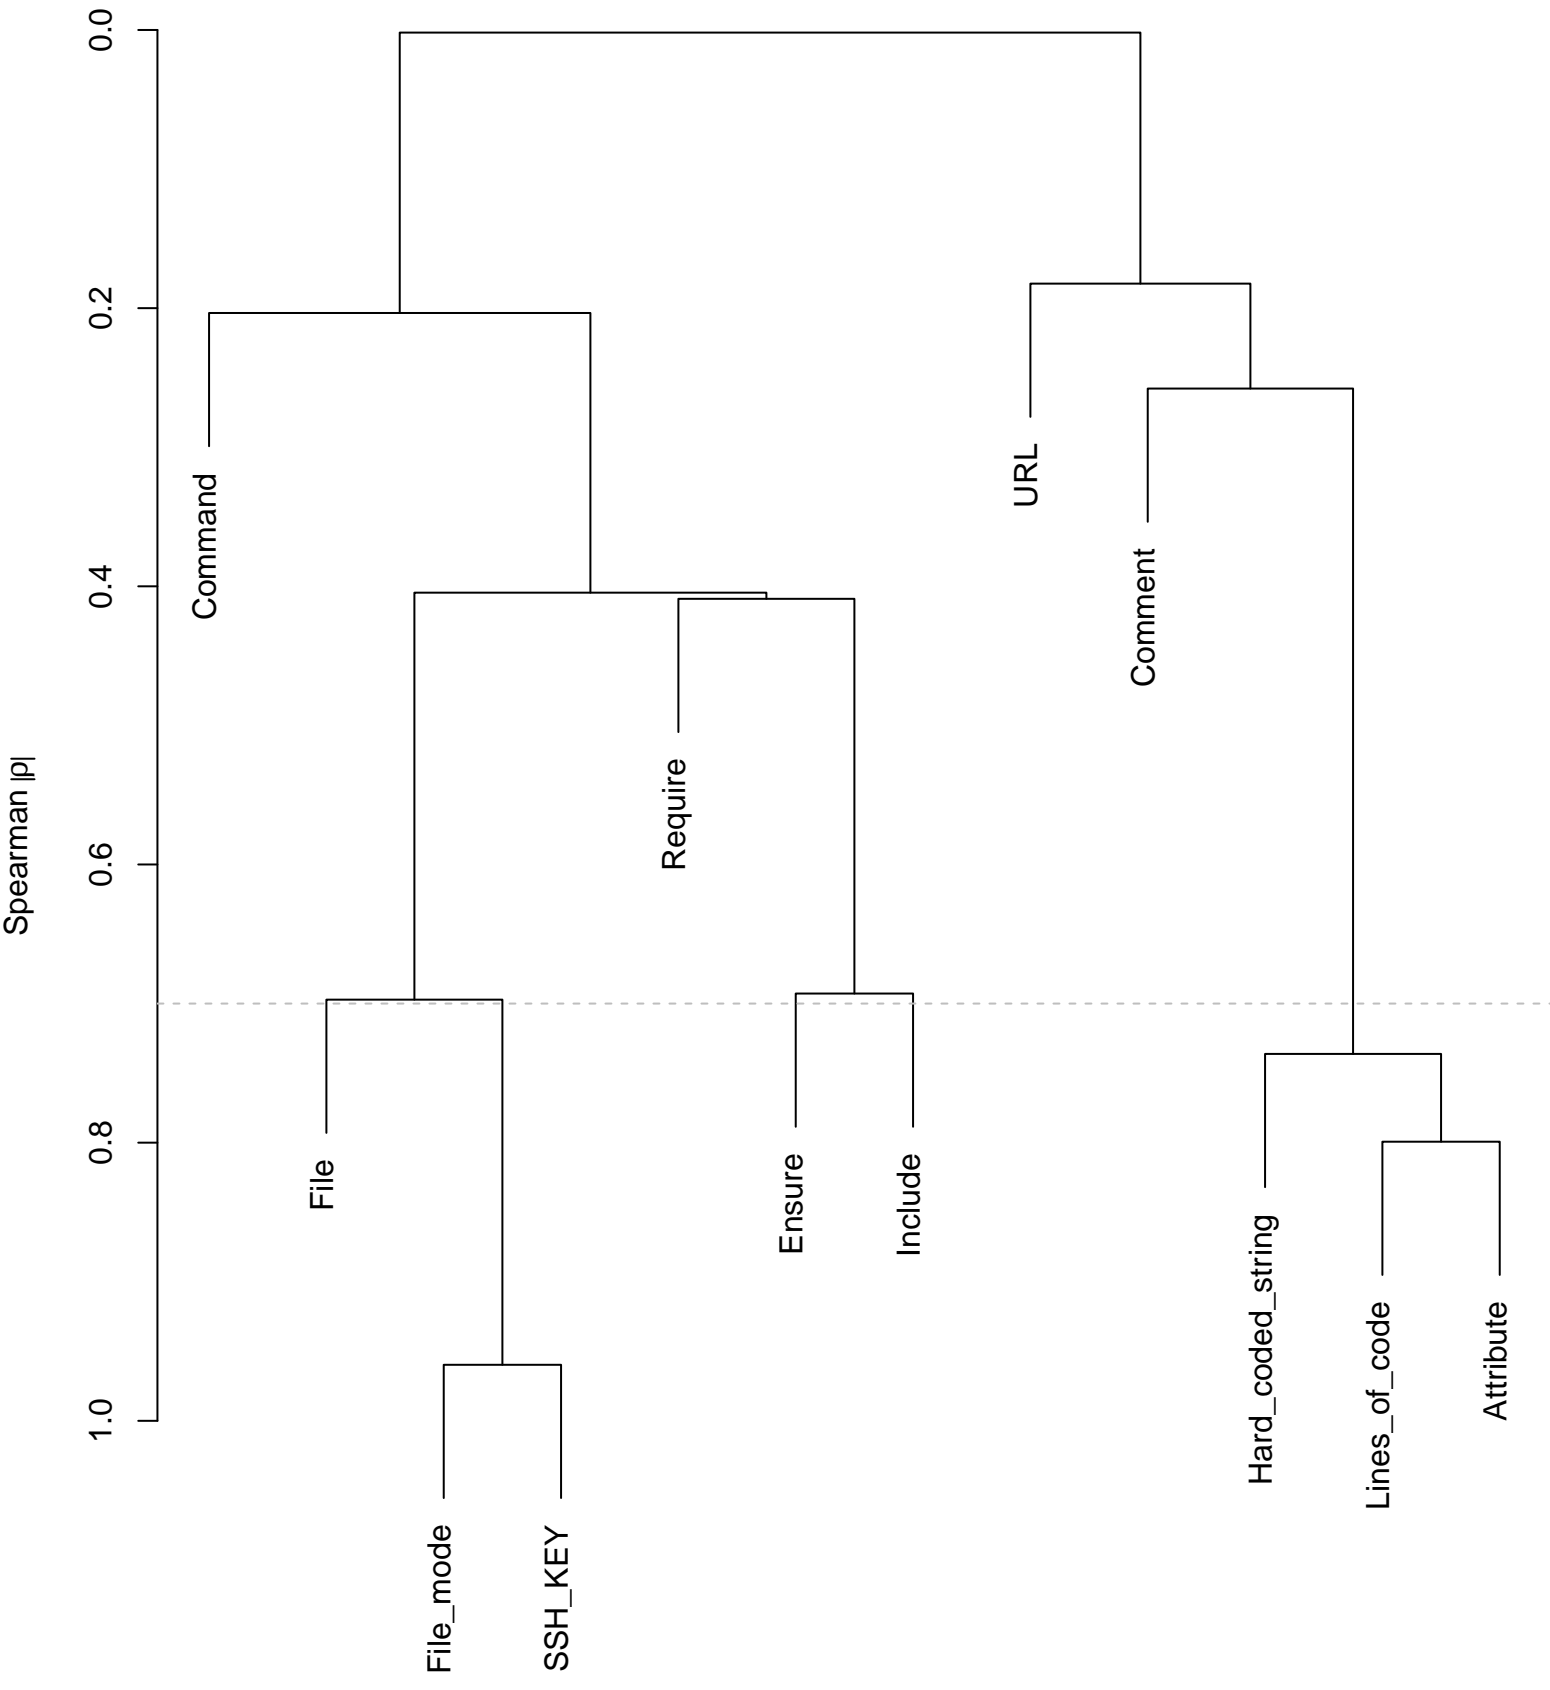 Spearman |ρ|
0.0
0.2
0.4
0.6
0.8
1.0
Command
File
File_mode
SSH_KEY
Require
Ensure
Include
URL
Comment
Hard_coded_string
Lines_of_code
Attribute